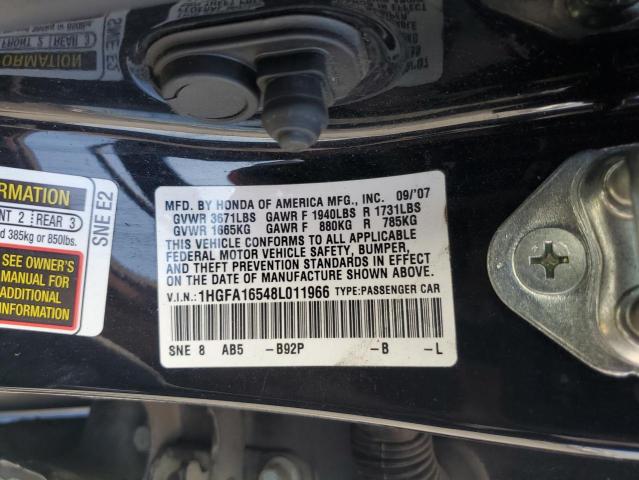 MFD. BY HONDA OF AMERICA MFG., INC. 09/'07
GVWR 3671LBS GAWR F 1940LBS R 1731LBS
GVWR 1665KG GAWR F 880KG R 785KG
THIS VEHICLE CONFORMS TO ALL APPLICABLE
FEDERAL MOTOR VEHICLE SAFETY, BUMPER,
AND THEFT PREVENTION STANDARDS IN EFFECT
ON THE DATE OF MANUFACTURE SHOWN ABOVE.
V.I.N.: 1HGFA16548L011966 TYPE:PASSENGER CAR
SNE 8 AB5 -B92P -B -L
FORMATION
NT 2 REAR 3
d 385kg or 850lbs.
SNE E2
SEE OWNER'S
MANUAL FOR
ADDITIONAL